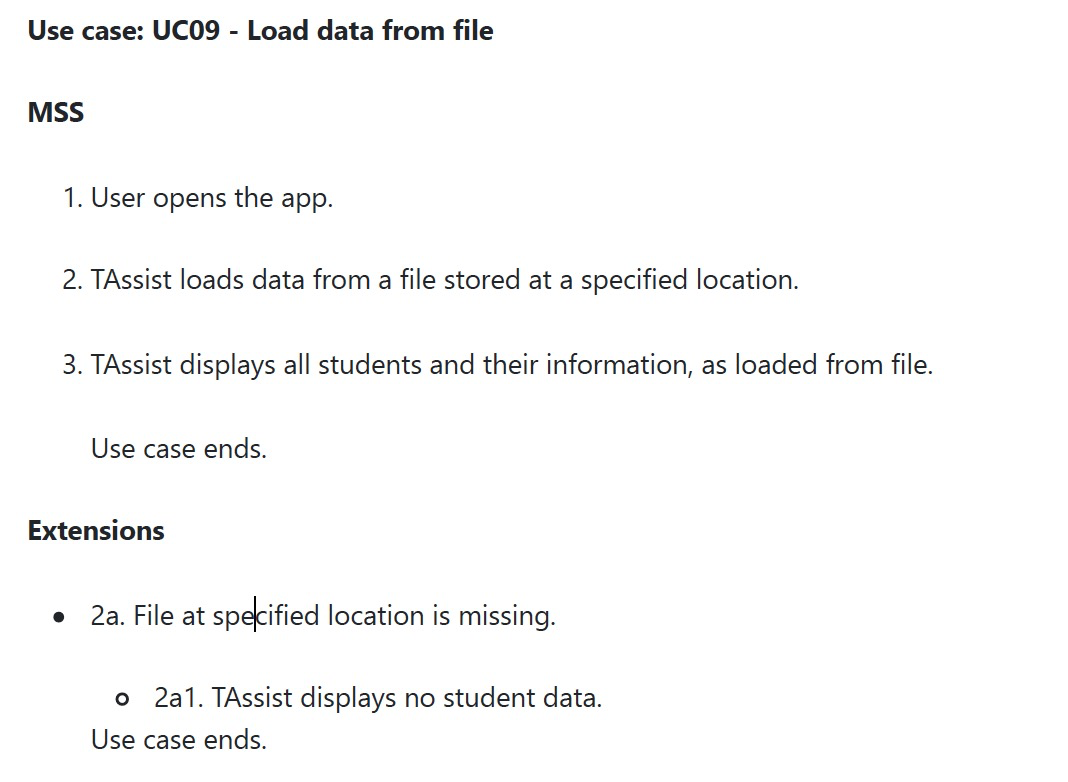 Use case: UC09 - Load data from file
MSS
1. User opens the app.
2. TAssist loads data from a file stored at a specified location.
3. TAssist displays all students and their information, as loaded from file.
Use case ends.
Extensions
• 2a. File at specified location is missing.
○ 2a1. TAssist displays no student data.
Use case ends.